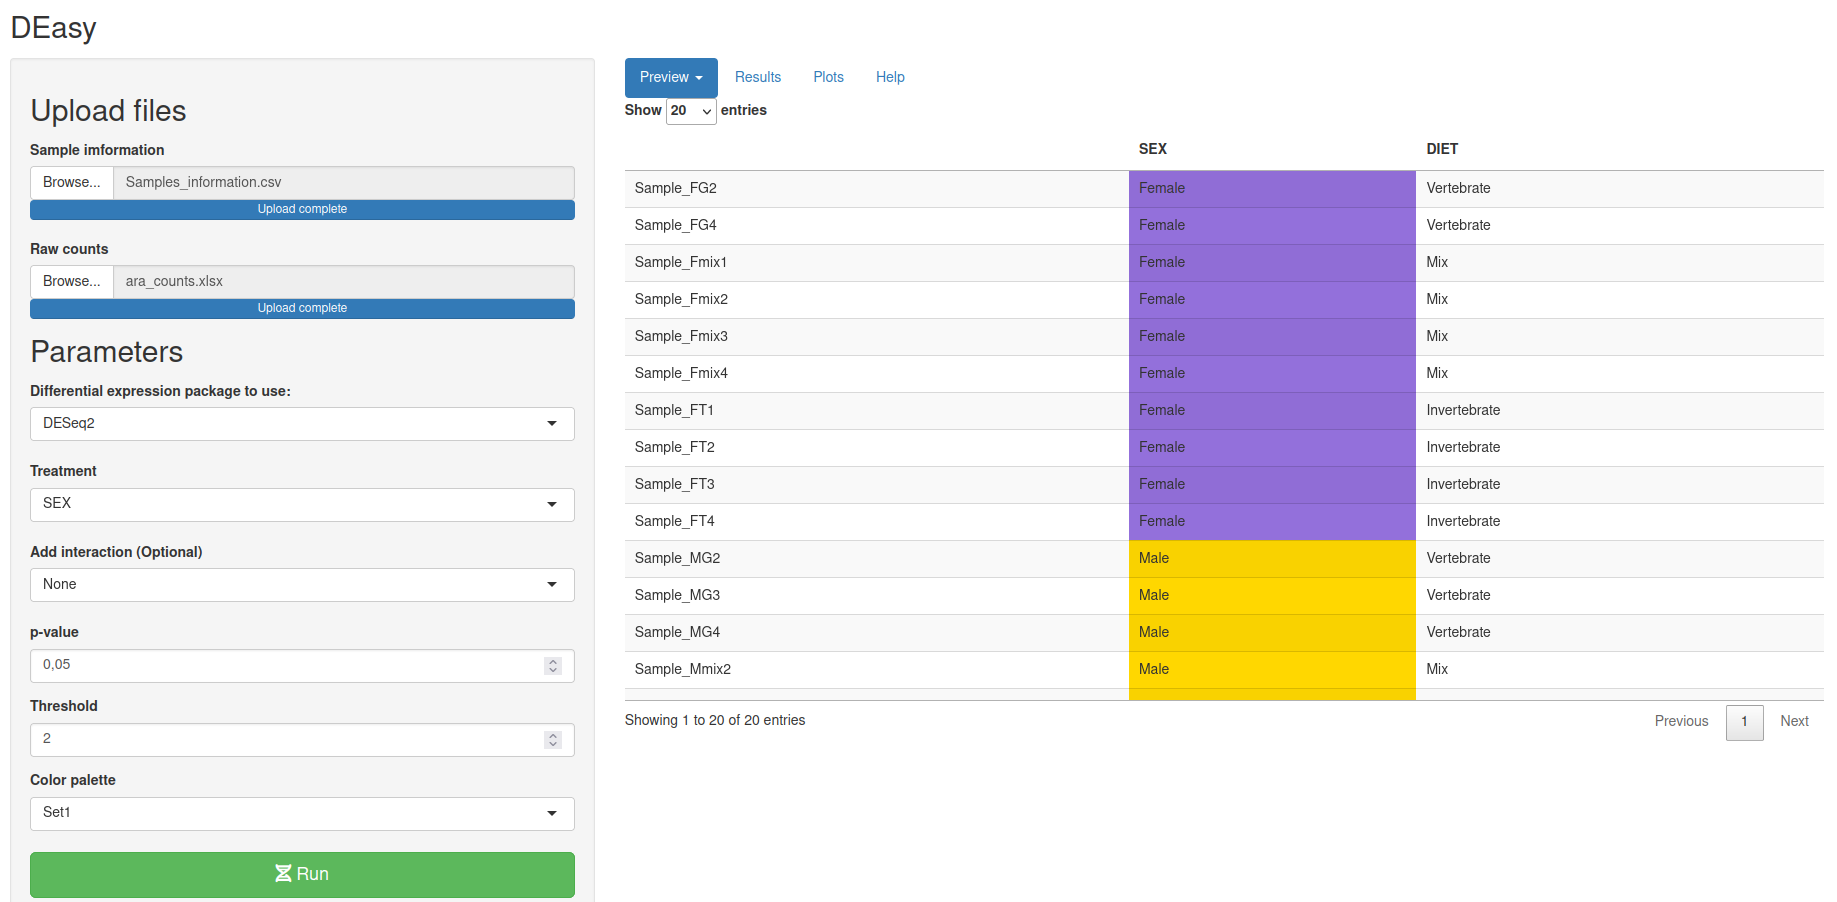 DEasy
Upload files
Sample imformation
Browse... Samples_information.csv
Upload complete
Raw counts
Browse... ara_counts.xlsx
Upload complete
Parameters
Differential expression package to use:
DESeq2
Treatment
SEX
Add interaction (Optional)
None
p-value
0,05
Threshold
2
Color palette
Set1
Run
Preview Results Plots Help
Show 20 entries
SEX DIET
Sample_FG2 Female Vertebrate
Sample_FG4 Female Vertebrate
Sample_Fmix1 Female Mix
Sample_Fmix2 Female Mix
Sample_Fmix3 Female Mix
Sample_Fmix4 Female Mix
Sample_FT1 Female Invertebrate
Sample_FT2 Female Invertebrate
Sample_FT3 Female Invertebrate
Sample_FT4 Female Invertebrate
Sample_MG2 Male Vertebrate
Sample_MG3 Male Vertebrate
Sample_MG4 Male Vertebrate
Sample_Mmix2 Male Mix
Showing 1 to 20 of 20 entries
Previous 1 Next